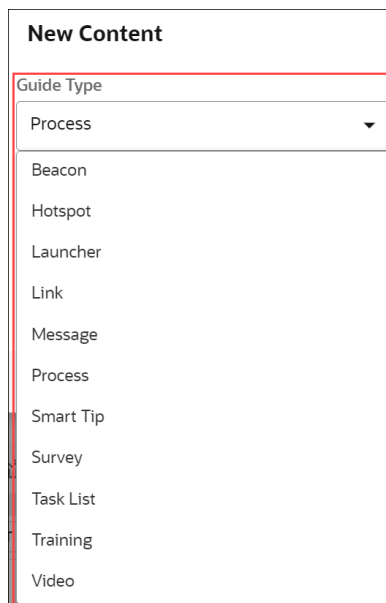 New Content
Guide Type
Process
Beacon
Hotspot
Launcher
Link
Message
Process
Smart Tip
Survey
Task List
Training
Video